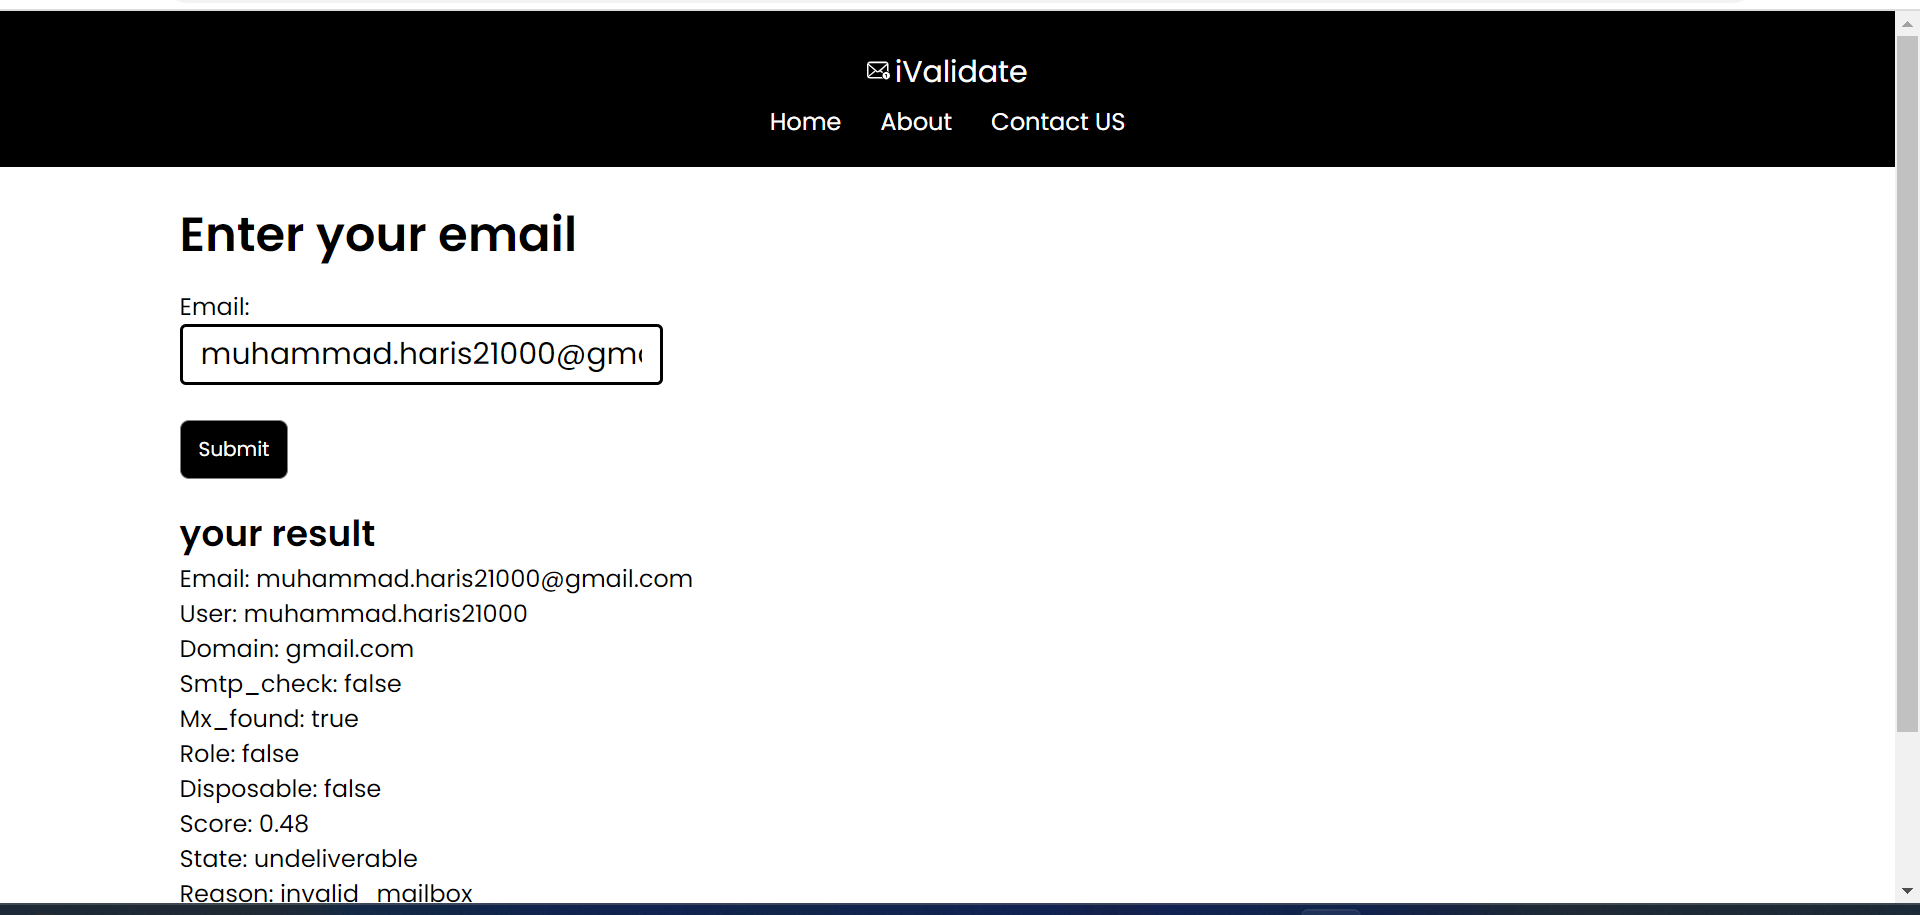 iValidate
Home About Contact US
Enter your email
Email:
muhammad.haris21000@gm
Submit
your result
Email: muhammad.haris21000@gmail.com
User: muhammad.haris21000
Domain: gmail.com
Smtp_check: false
Mx_found: true
Role: false
Disposable: false
Score: 0.48
State: undeliverable
Reason: invalid_mailbox